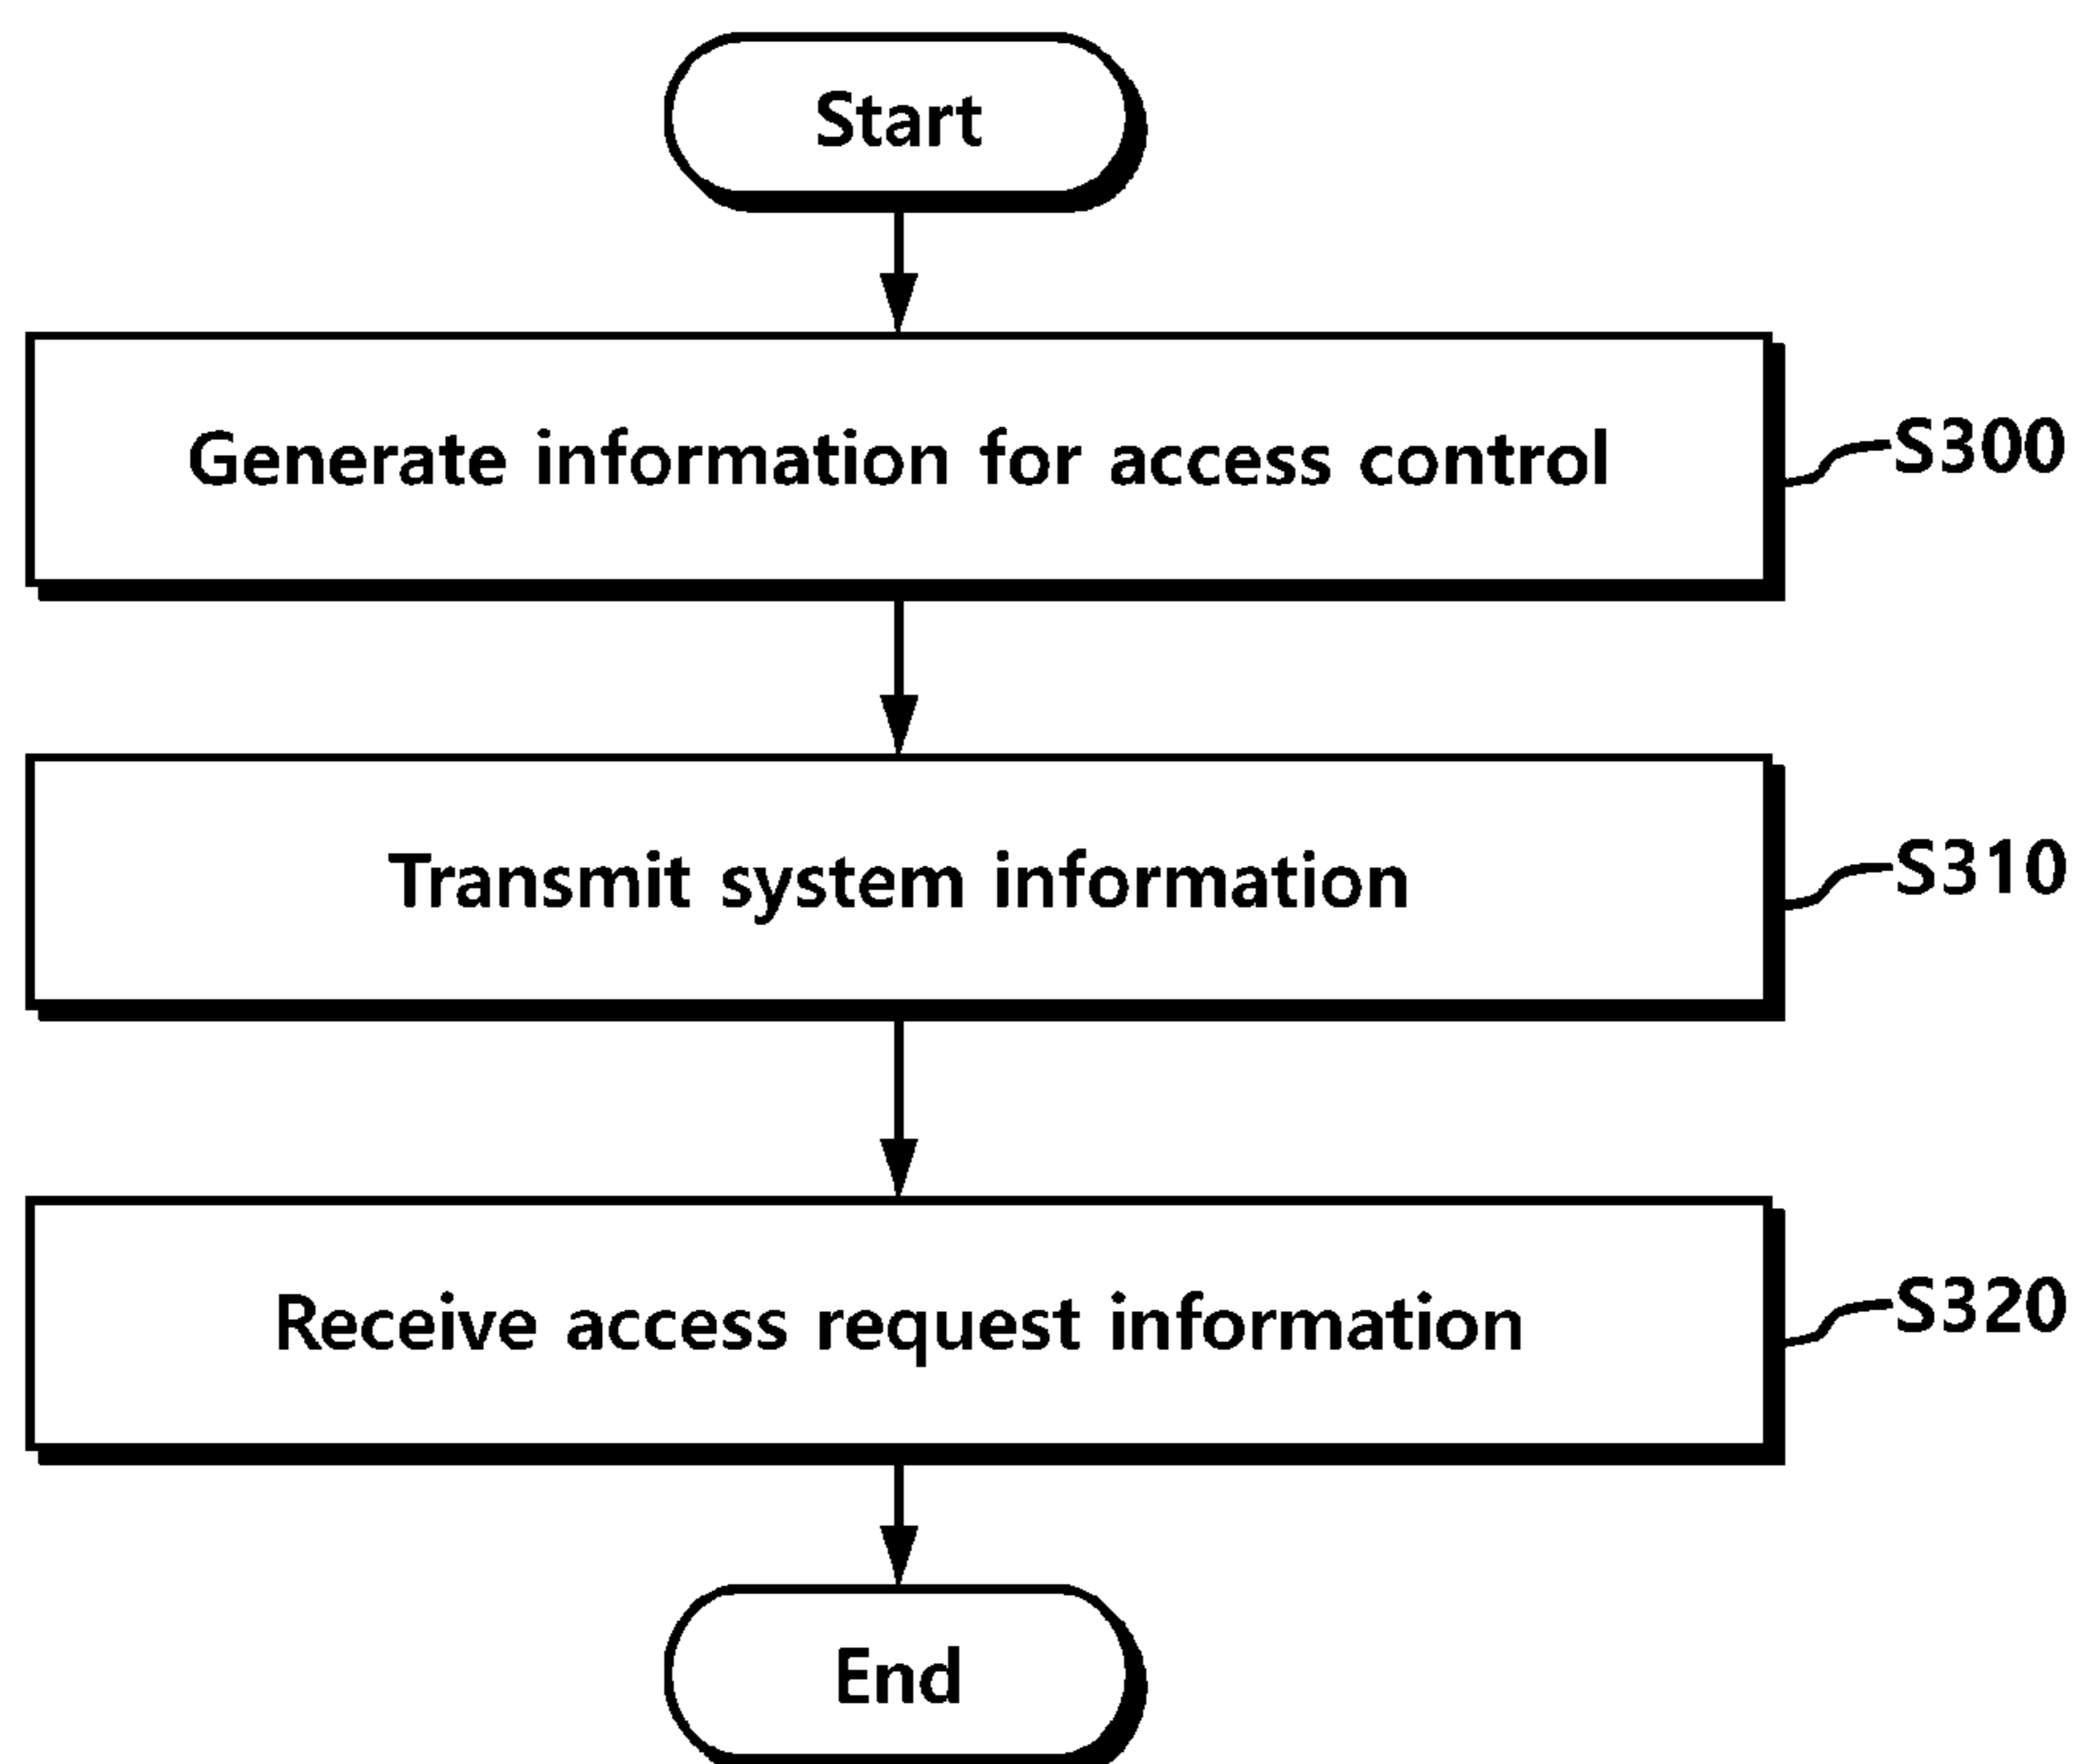 Start
Generate information for access control
S300
Transmit system information
S310
Receive access request information
S320
End